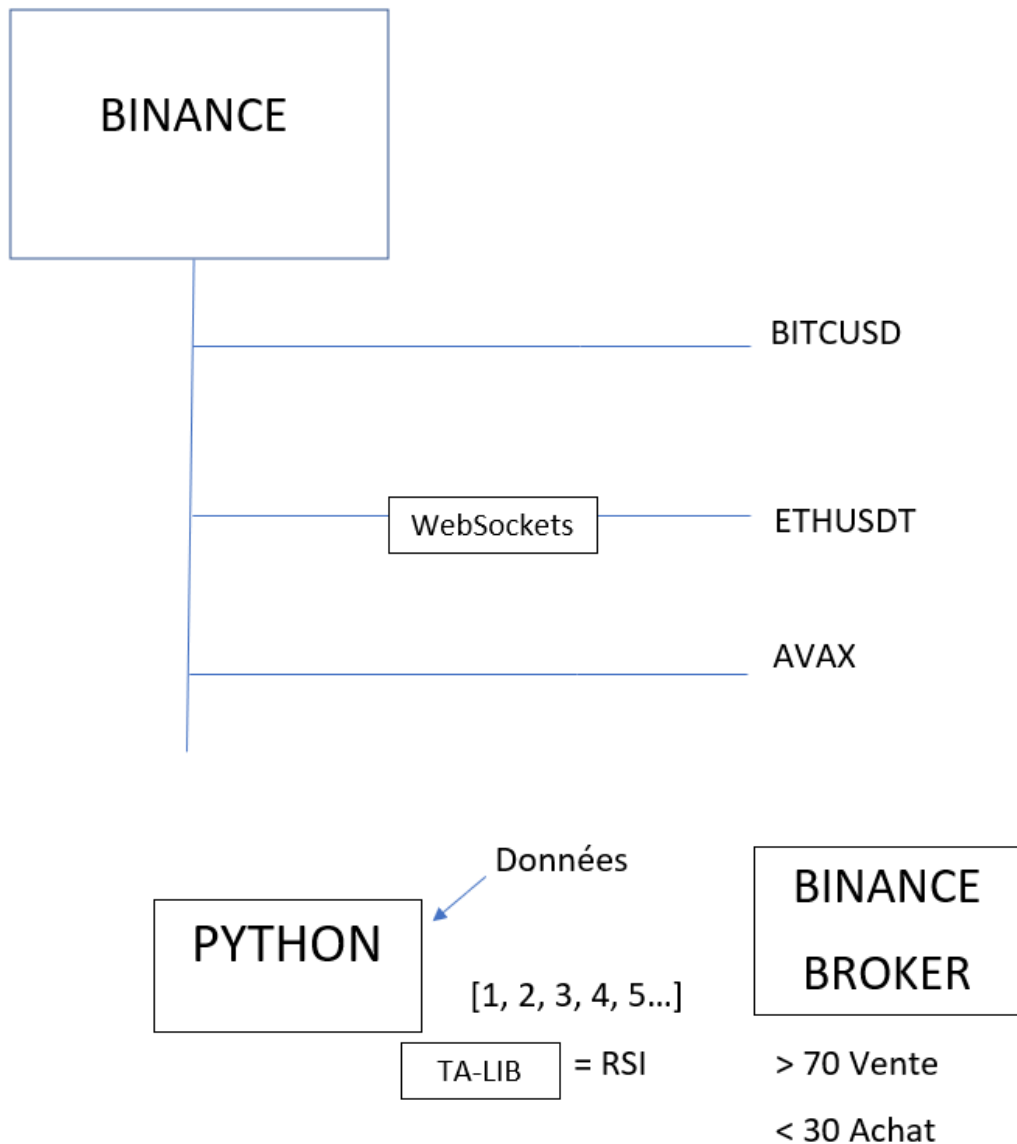 BINANCE
BITCUSD
WebSockets
ETHUSDT
AVAX
Données
PYTHON
[1, 2, 3, 4, 5...]
TA-LIB
= RSI
BINANCE
BROKER
> 70 Vente
< 30 Achat